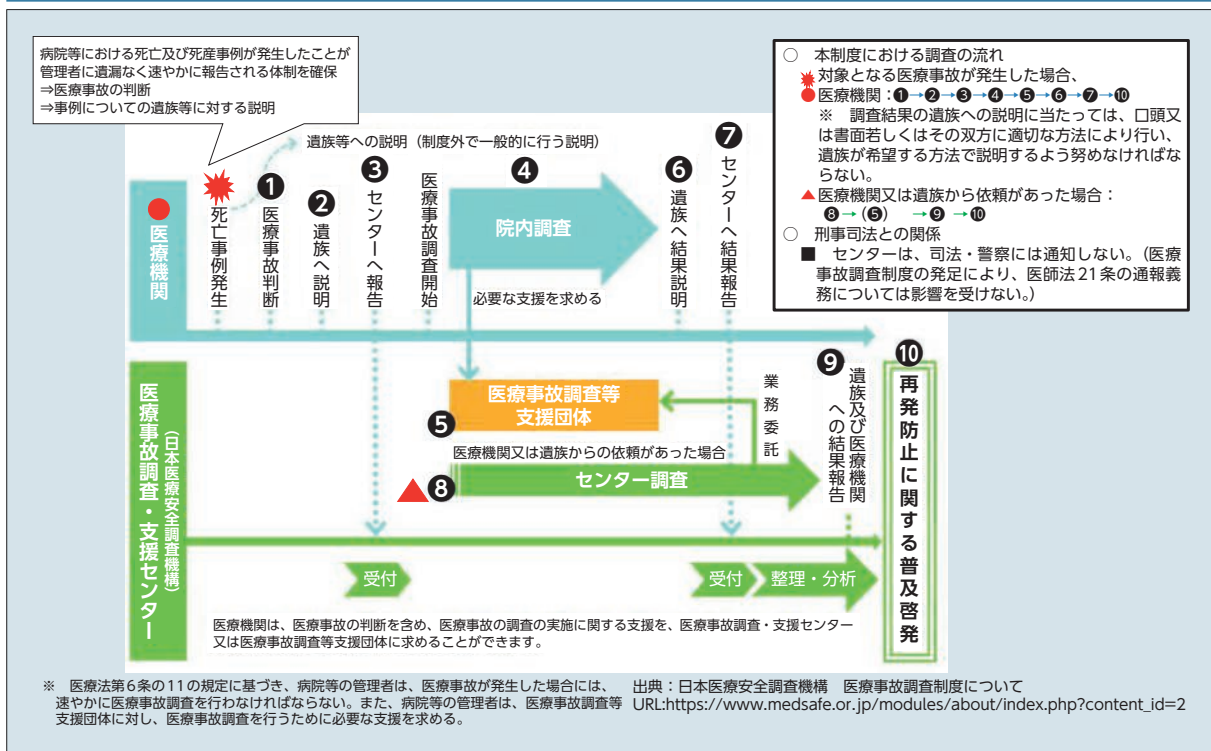 病院等における死亡及び死産事例が発生したことが
管理者に遺漏なく速やかに報告される体制を確保
⇒医療事故の判断
⇒事例についての遺族等に対する説明
○　本制度における調査の流れ
対象となる医療事故が発生した場合、
医療機関：❶→❷→❸→❹→❺→❻→❼→❿
※　調査結果の遺族への説明に当たっては、口頭又
は書面若しくはその双方に適切な方法により行い、
遺族が希望する方法で説明するよう努めなければな
らない。
▲医療機関又は遺族から依頼があった場合：
❽→（❺）　→❾ →❿
○　刑事司法との関係
■　センターは、司法・警察には通知しない。（医療
事故調査制度の発足により、医師法21条の通報義
務については影響を受けない。）
遺族等への説明（制度外で一般的に行う説明）
医療機関
死亡事例発生
❶
医療事故判断
❷
遺族へ説明
❸
センターへ報告
医療事故調査開始
❹
院内調査
必要な支援を求める
❻
遺族へ結果説明
❼
センターへ結果報告
医療事故調査・支援センター
（日本医療安全調査機構）
医療事故調査等
支援団体
❺
業務委託
医療機関又は遺族からの依頼があった場合
▲❽
センター調査
❾
遺族及び医療機関
への結果報告
❿
再発防止に関する普及啓発
受付
受付
整理・分析
医療機関は、医療事故の判断を含め、医療事故の調査の実施に関する支援を、医療事故調査・支援センター
又は医療事故調査等支援団体に求めることができます。
※　医療法第6条の11の規定に基づき、病院等の管理者は、医療事故が発生した場合には、
速やかに医療事故調査を行わなければならない。また、病院等の管理者は、医療事故調査等
支援団体に対し、医療事故調査を行うために必要な支援を求める。
出典：日本医療安全調査機構　医療事故調査制度について
URL:https://www.medsafe.or.jp/modules/about/index.php?content_id=2